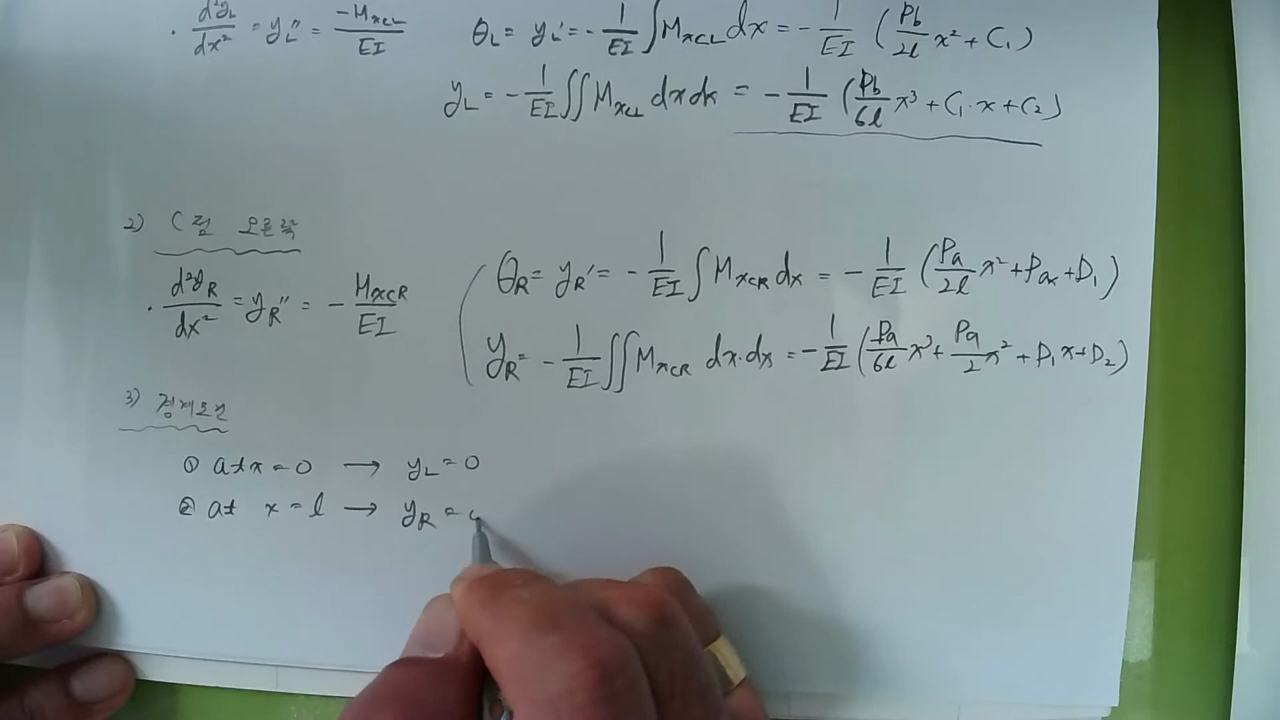 · d²y_L/dx² = y_L'' = -M_xCL/EI   θ_L = y_L' = -1/EI ∫M_xCL dx = -1/EI (Pb/2l x² + C₁)
y_L = -1/EI ∬M_xCL dxdx = -1/EI (Pb/6l x³ + C₁·x + C₂)
2) C점 오른쪽
· d²y_R/dx² = y_R'' = - M_xCR/EI
θ_R = y_R' = -1/EI ∫M_xCR dx = -1/EI (Pa/2l x² + Pax + D₁)
y_R = -1/EI ∬M_xCR dx·dx = -1/EI (Pa/6l x³ + Pa/2 x² + D₁x + D₂)
3) 경계조건
① at x = 0 → y_L = 0
② at x = l → y_R =